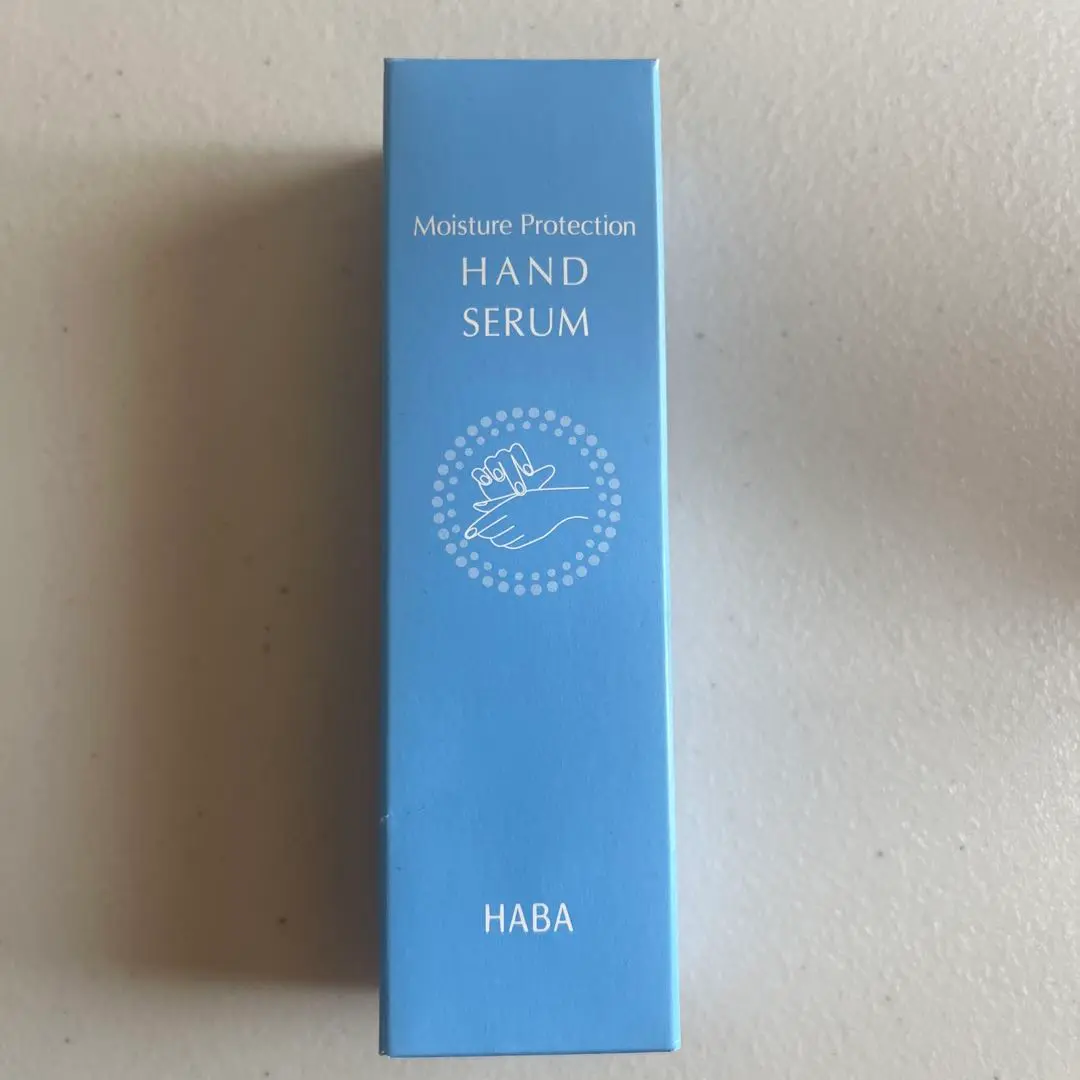 Moisture Protection
HAND
SERUM
HABA